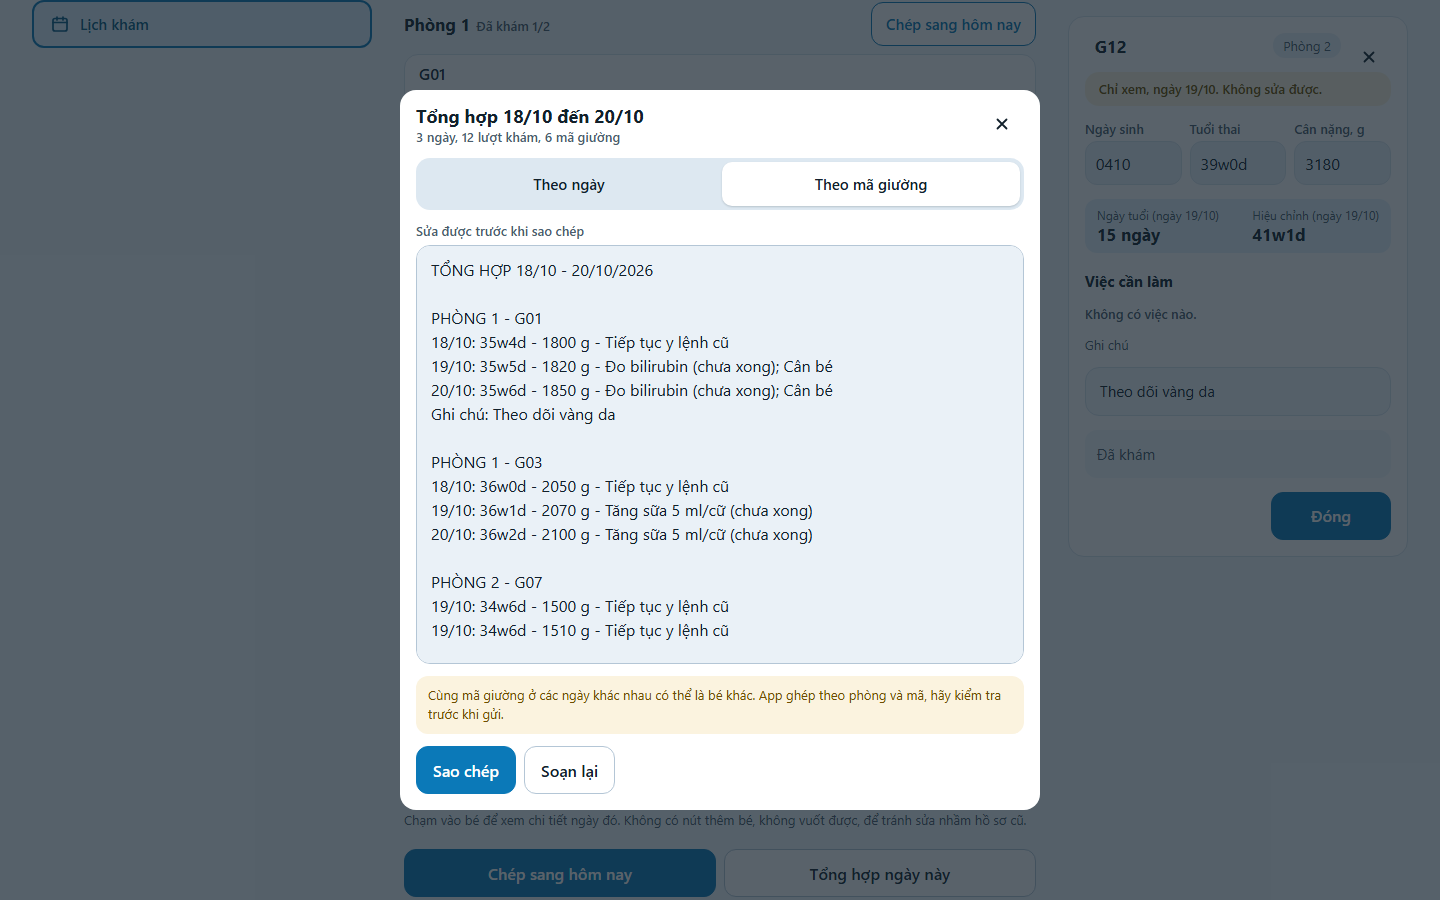 Lịch khám
Phòng 1 Đã khám 1/2
Chép sang hôm nay
G01
Tổng hợp 18/10 đến 20/10
3 ngày, 12 lượt khám, 6 mã giường
Theo ngày
Theo mã giường
Sửa được trước khi sao chép
TỔNG HỢP 18/10 - 20/10/2026
PHÒNG 1 - G01
18/10: 35w4d - 1800 g - Tiếp tục y lệnh cũ
19/10: 35w5d - 1820 g - Đo bilirubin (chưa xong); Cân bé
20/10: 35w6d - 1850 g - Đo bilirubin (chưa xong); Cân bé
Ghi chú: Theo dõi vàng da
PHÒNG 1 - G03
18/10: 36w0d - 2050 g - Tiếp tục y lệnh cũ
19/10: 36w1d - 2070 g - Tăng sữa 5 ml/cữ (chưa xong)
20/10: 36w2d - 2100 g - Tăng sữa 5 ml/cữ (chưa xong)
PHÒNG 2 - G07
19/10: 34w6d - 1500 g - Tiếp tục y lệnh cũ
19/10: 34w6d - 1510 g - Tiếp tục y lệnh cũ
Cùng mã giường ở các ngày khác nhau có thể là bé khác. App ghép theo phòng và mã, hãy kiểm tra
trước khi gửi.
Sao chép
Soạn lại
Chạm vào bé để xem chi tiết ngày đó. Không có nút thêm bé, không vuốt được, để tránh sửa nhầm hồ sơ cũ.
Chép sang hôm nay
Tổng hợp ngày này
G12
Phòng 2
Chỉ xem, ngày 19/10. Không sửa được.
Ngày sinh
Tuổi thai
Cân nặng, g
0410
39w0d
3180
Ngày tuổi (ngày 19/10)
Hiệu chỉnh (ngày 19/10)
15 ngày
41w1d
Việc cần làm
Không có việc nào.
Ghi chú
Theo dõi vàng da
Đã khám
Đóng